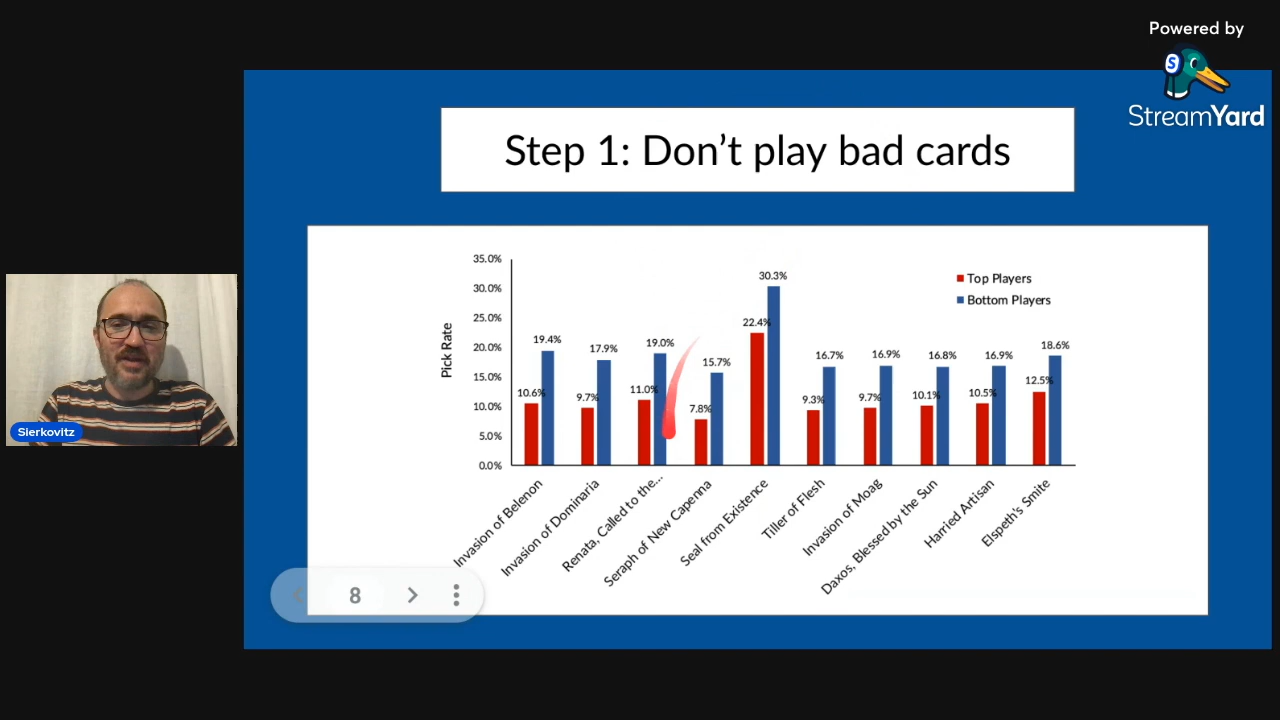 Powered by
S
StreamYard
Step 1: Don't play bad cards
Pick Rate
35.0%
30.0%
25.0%
20.0%
15.0%
10.0%
5.0%
0.0%
Top Players
Bottom Players
10.6% 19.4%
9.7% 17.9%
11.0% 19.0%
7.8% 15.7%
22.4% 30.3%
9.3% 16.7%
9.7% 16.9%
10.1% 16.8%
10.5% 16.9%
12.5% 18.6%
Invasion of Belenon
Invasion of Dominaria
Renata, Called to the...
Seraph of New Capenna
Seal from Existence
Tiller of Flesh
Invasion of Moag
Daxos, Blessed by the Sun
Harried Artisan
Elspeth's Smite
Sierkovitz
8